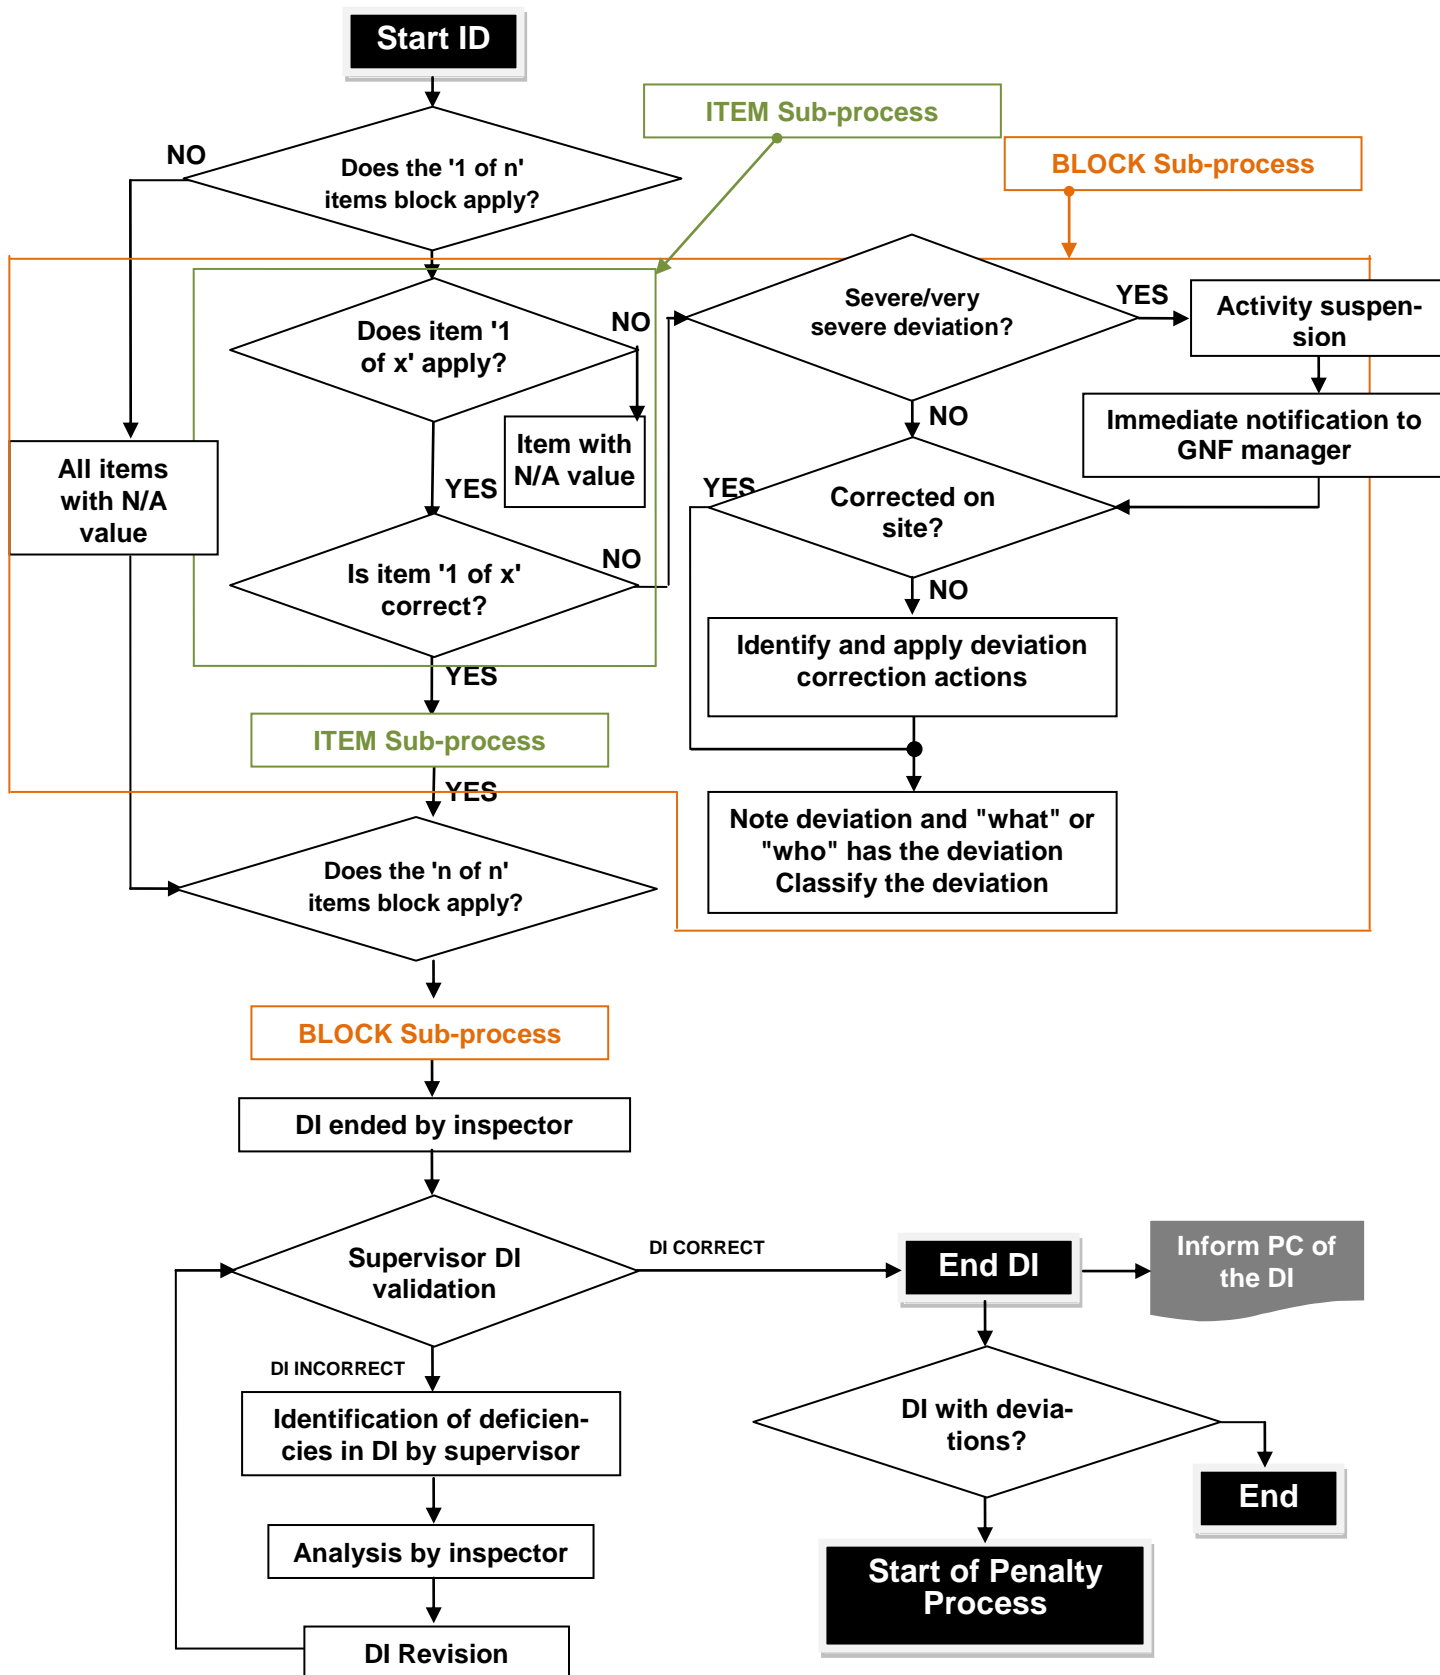 Start ID
ITEM Sub-process
BLOCK Sub-process
NO
Does the '1 of n'
items block apply?
Severe/very
severe deviation?
YES
Activity suspen-
sion
NO
Does item '1
of x' apply?
NO
Immediate notification to
GNF manager
Item with
N/A value
All items
with N/A
value
YES
YES
Corrected on
site?
NO
Is item '1 of x'
correct?
NO
Identify and apply deviation
correction actions
YES
ITEM Sub-process
YES
Note deviation and "what" or
"who" has the deviation
Classify the deviation
Does the 'n of n'
items block apply?
BLOCK Sub-process
DI ended by inspector
Supervisor DI
validation
DI CORRECT
End DI
Inform PC of
the DI
DI INCORRECT
Identification of deficien-
cies in DI by supervisor
DI with devia-
tions?
End
Analysis by inspector
Start of Penalty
Process
DI Revision